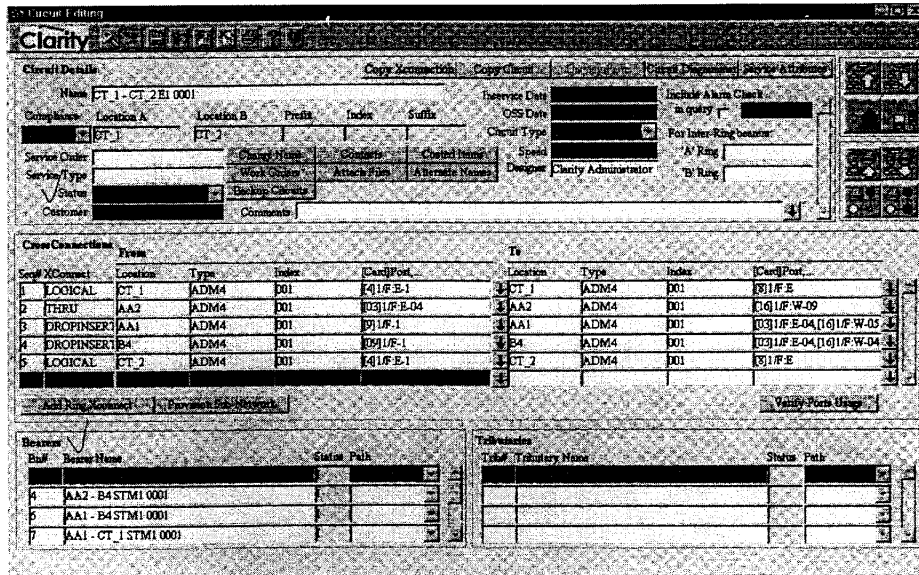 Circuit Editing
Clarity
Circuit Details
Copy Xconnection Copy Circuit Service Attributes
Name CT_1 - CT_2 E1 0001
Inservice Date
Include Alarm Check
in query
OSS Date
Compliance Location A Location B Prefix Index Suffix
Circuit Type
For Inter-Ring bearers:
CT_1 CT_2
Speed
'A' Ring
Service Order
Change Name Contacts
Designer Clarity Administrator
Service Type
Work Orders Attach Files Alternate Names
'B' Ring
Status
Backup Circuits
Customer
Comments
Cross Connections
From
To
Seq# XConnect Location Type Index [Card]Port,... Location Type Index [Card]Port,...
1 LOGICAL CT_1 ADM4 001 [4]1/F:E-1 CT_1 ADM4 001 [8]1/F:E
2 THRU AA2 ADM4 001 [03]1/F:E-04 AA2 ADM4 001 [16]1/F:W-09
3 DROPINSERT AA1 ADM4 001 [9]1/F-1 AA1 ADM4 001 [03]1/F:E-04,[16]1/F:W-05
4 DROPINSERT B4 ADM4 001 [09]1/F-1 B4 ADM4 001 [03]1/F:E-04,[16]1/F:W-04
5 LOGICAL CT_2 ADM4 001 [4]1/F:E-1 CT_2 ADM4 001 [8]1/F:E
Add Ring Xconnect Provision Sub-Network
Verify Ports Usage
Bearers
Tributaries
Bn# Bearer Name Status Path
Trib# Tributary Name Status Path
4 AA2 - B4 STM1 0001
6 AA1 - B4 STM1 0001
7 AA1 - CT_1 STM1 0001